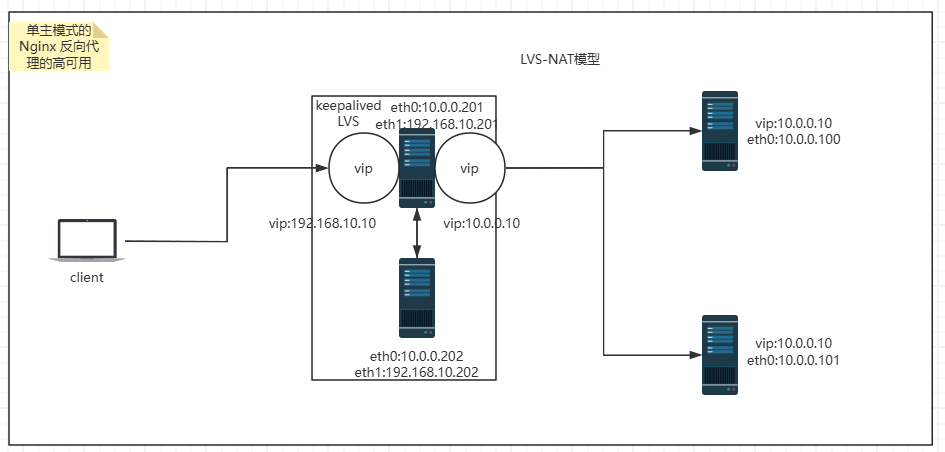 单主模式的
Nginx 反向代
理的高可用
LVS-NAT模型
keepalived
LVS
eth0:10.0.0.201
eth1:192.168.10.201
vip
vip
vip:192.168.10.10
vip:10.0.0.10
eth0:10.0.0.202
eth1:192.168.10.202
client
vip:10.0.0.10
eth0:10.0.0.100
vip:10.0.0.10
eth0:10.0.0.101